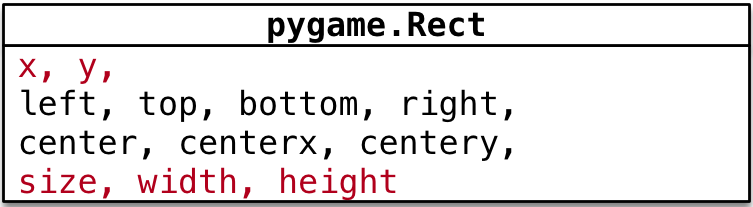 pygame.Rect
x, y,
left, top, bottom, right,
center, centerx, centery,
size, width, height